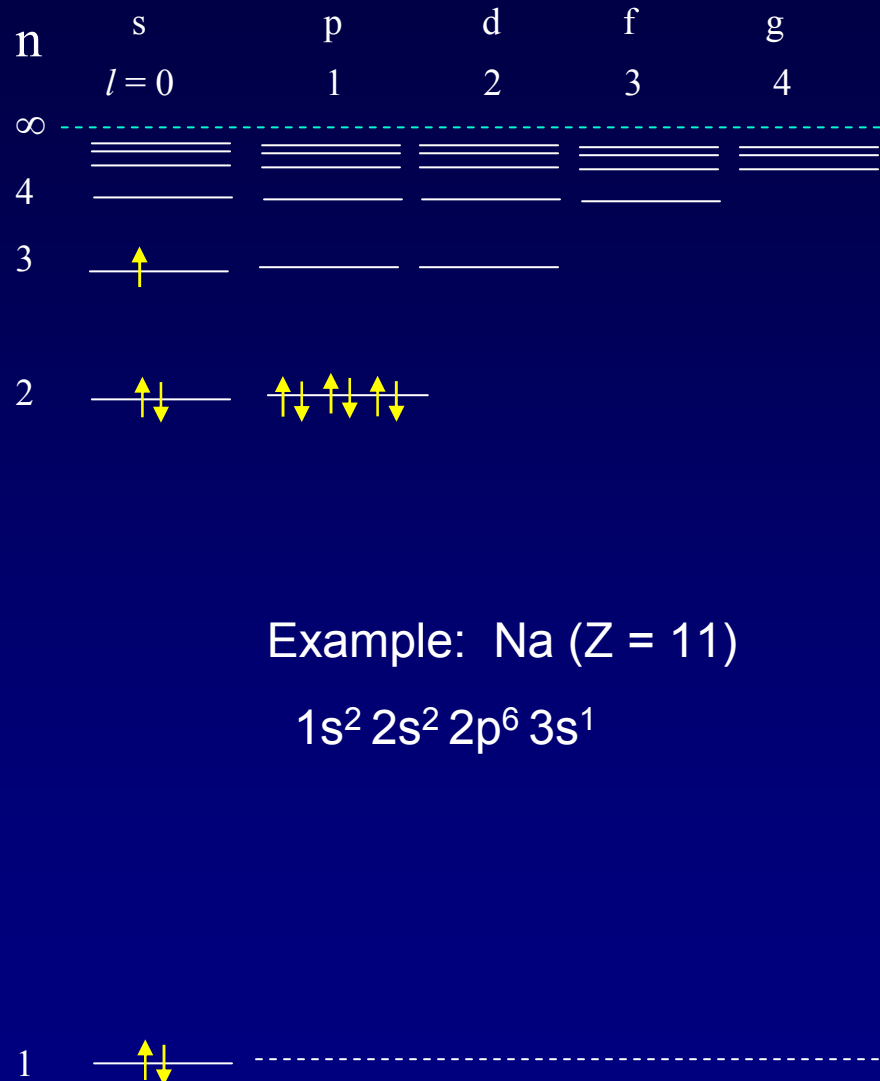 n s p d f g
l = 0 1 2 3 4
∞
4
3
2
Example: Na (Z = 11)
1s² 2s² 2p⁶ 3s¹
1